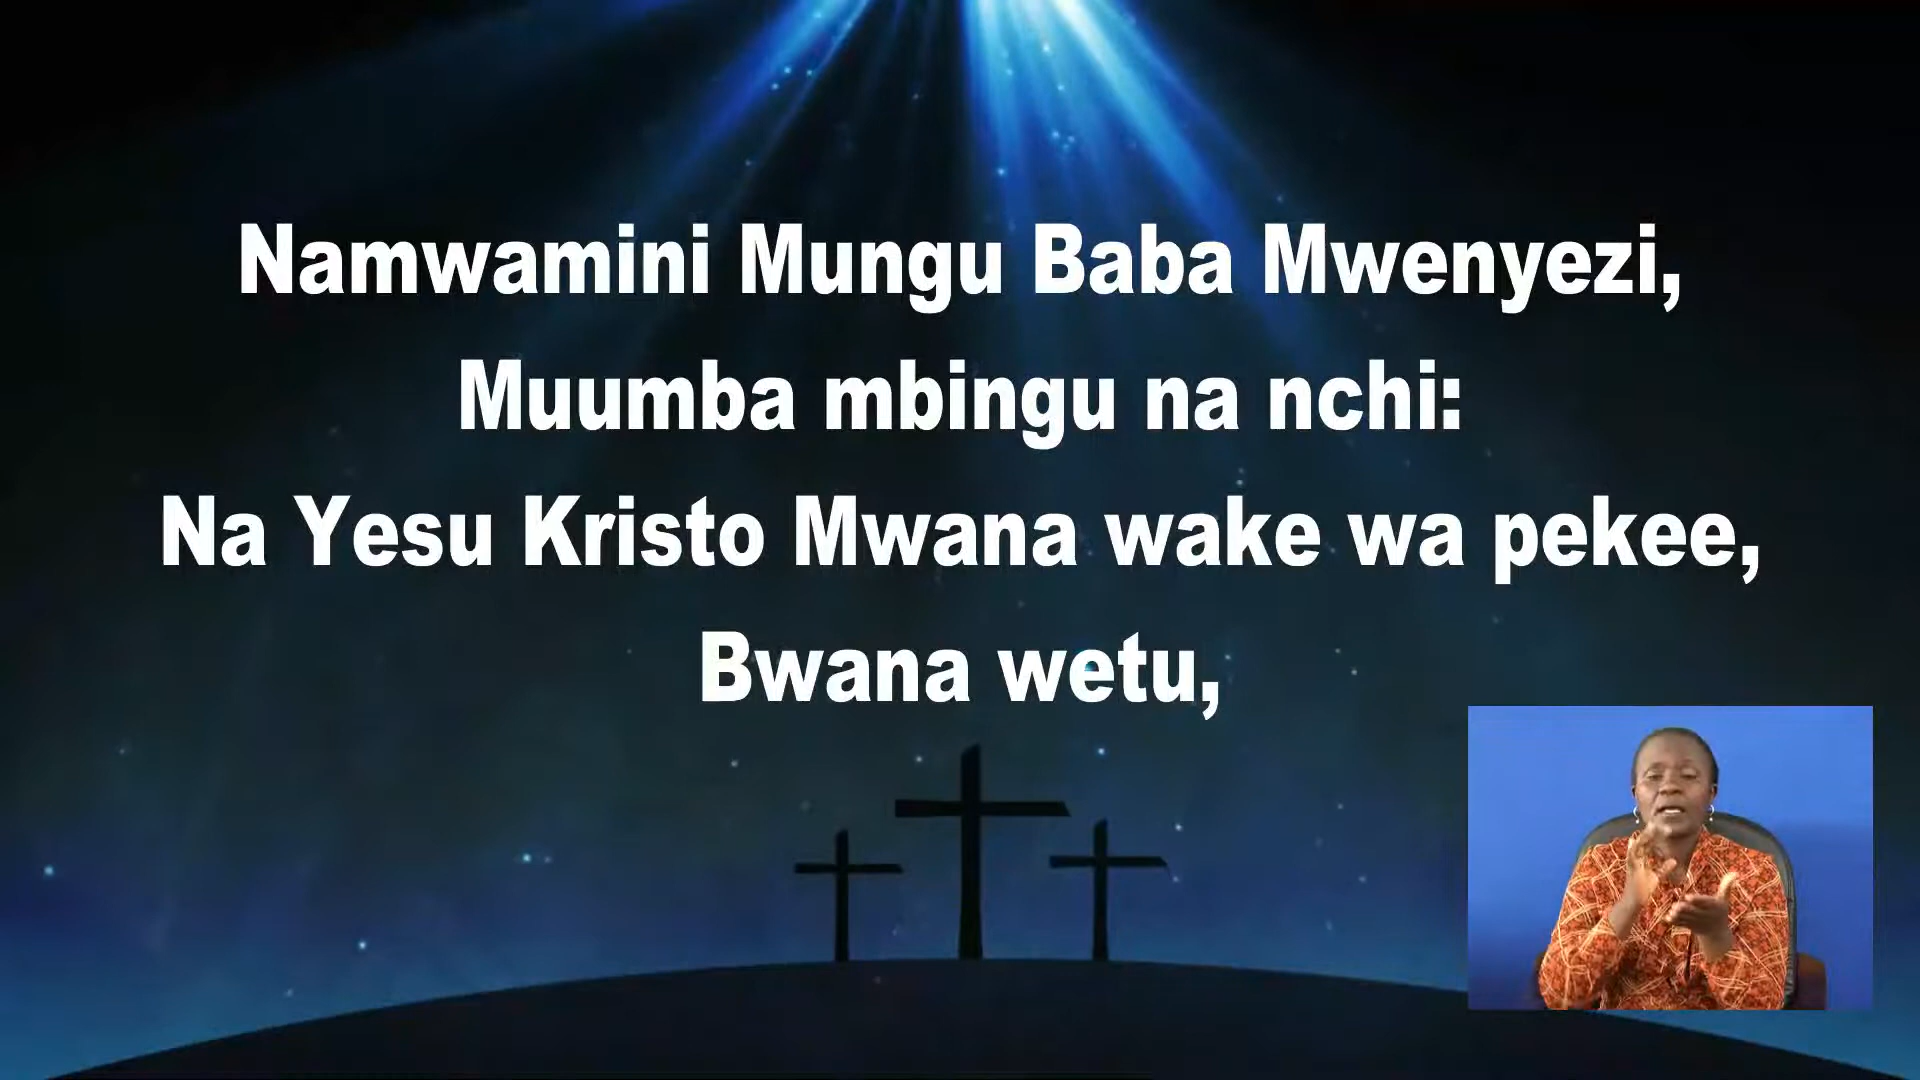 Namwamini Mungu Baba Mwenyezi,
Muumba mbingu na nchi:
Na Yesu Kristo Mwana wake wa pekee,
Bwana wetu,